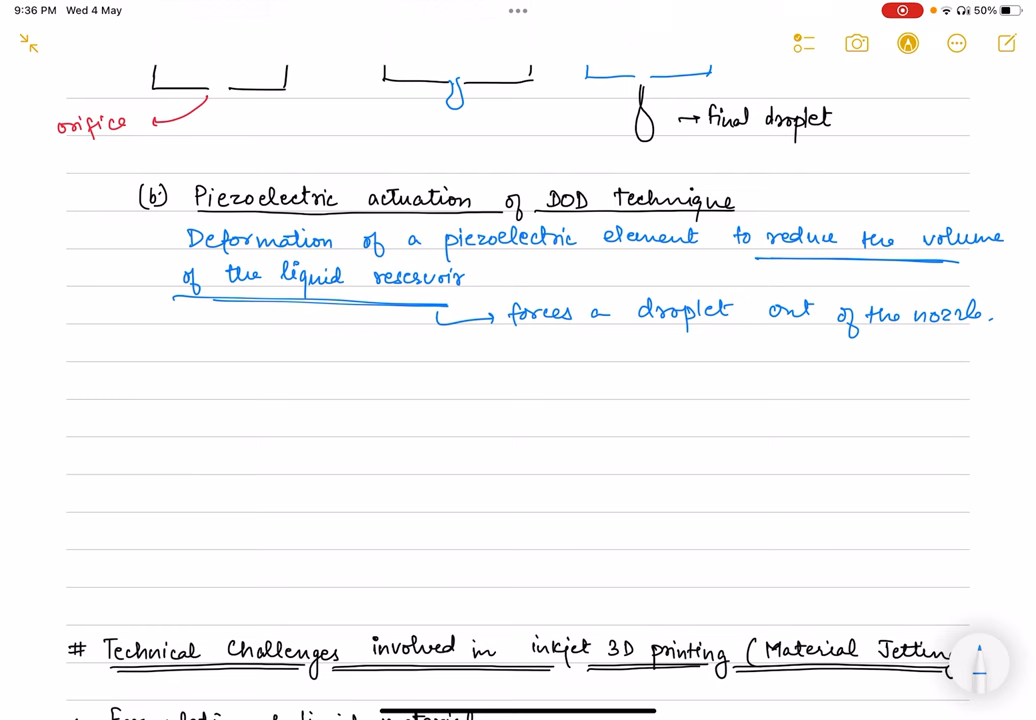 9:36 PM Wed 4 May
50%
orifice
→ final droplet
(b) Piezoelectric actuation of DOD technique
Deformation of a piezoelectric element to reduce the volume
of the liquid reservoir
→ forces a droplet out of the nozzle.
# Technical Challenges involved in inkjet 3D printing (Material Jetting